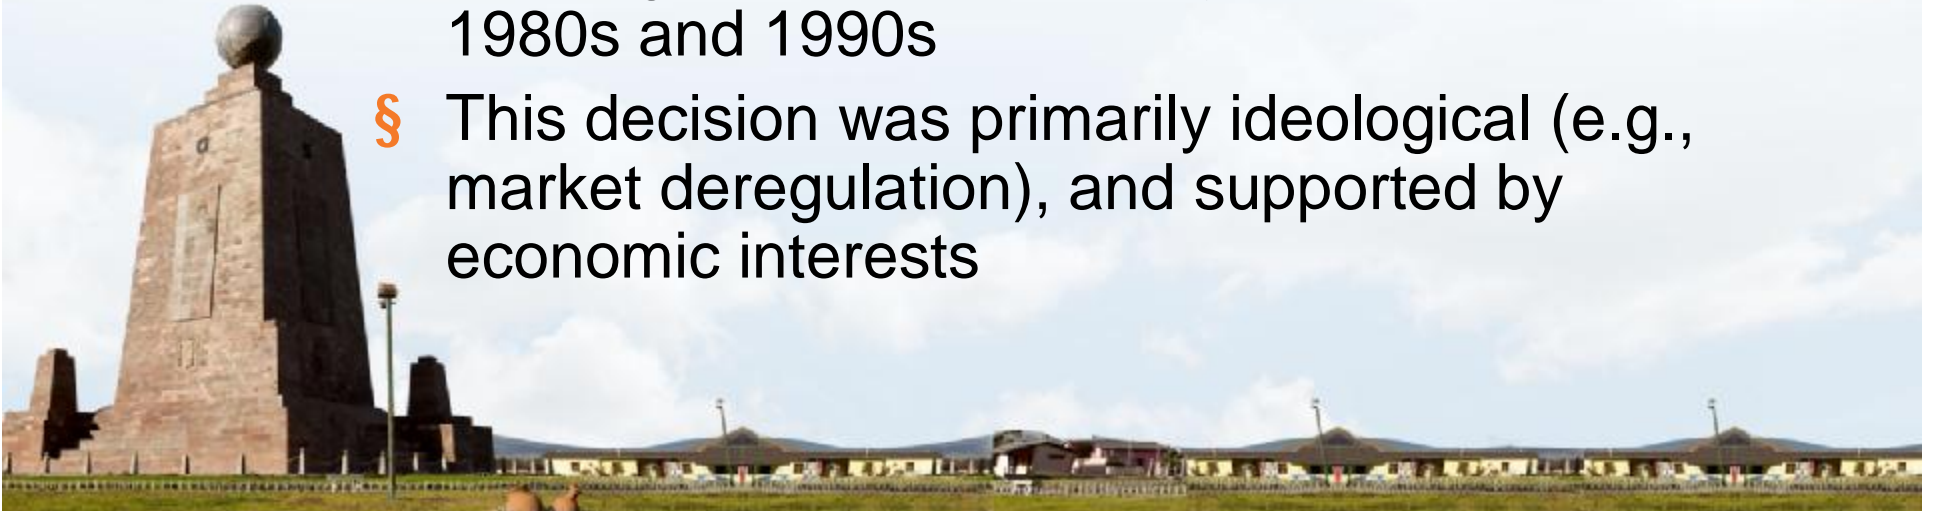 1980s and 1990s
§ This decision was primarily ideological (e.g.,
market deregulation), and supported by
economic interests